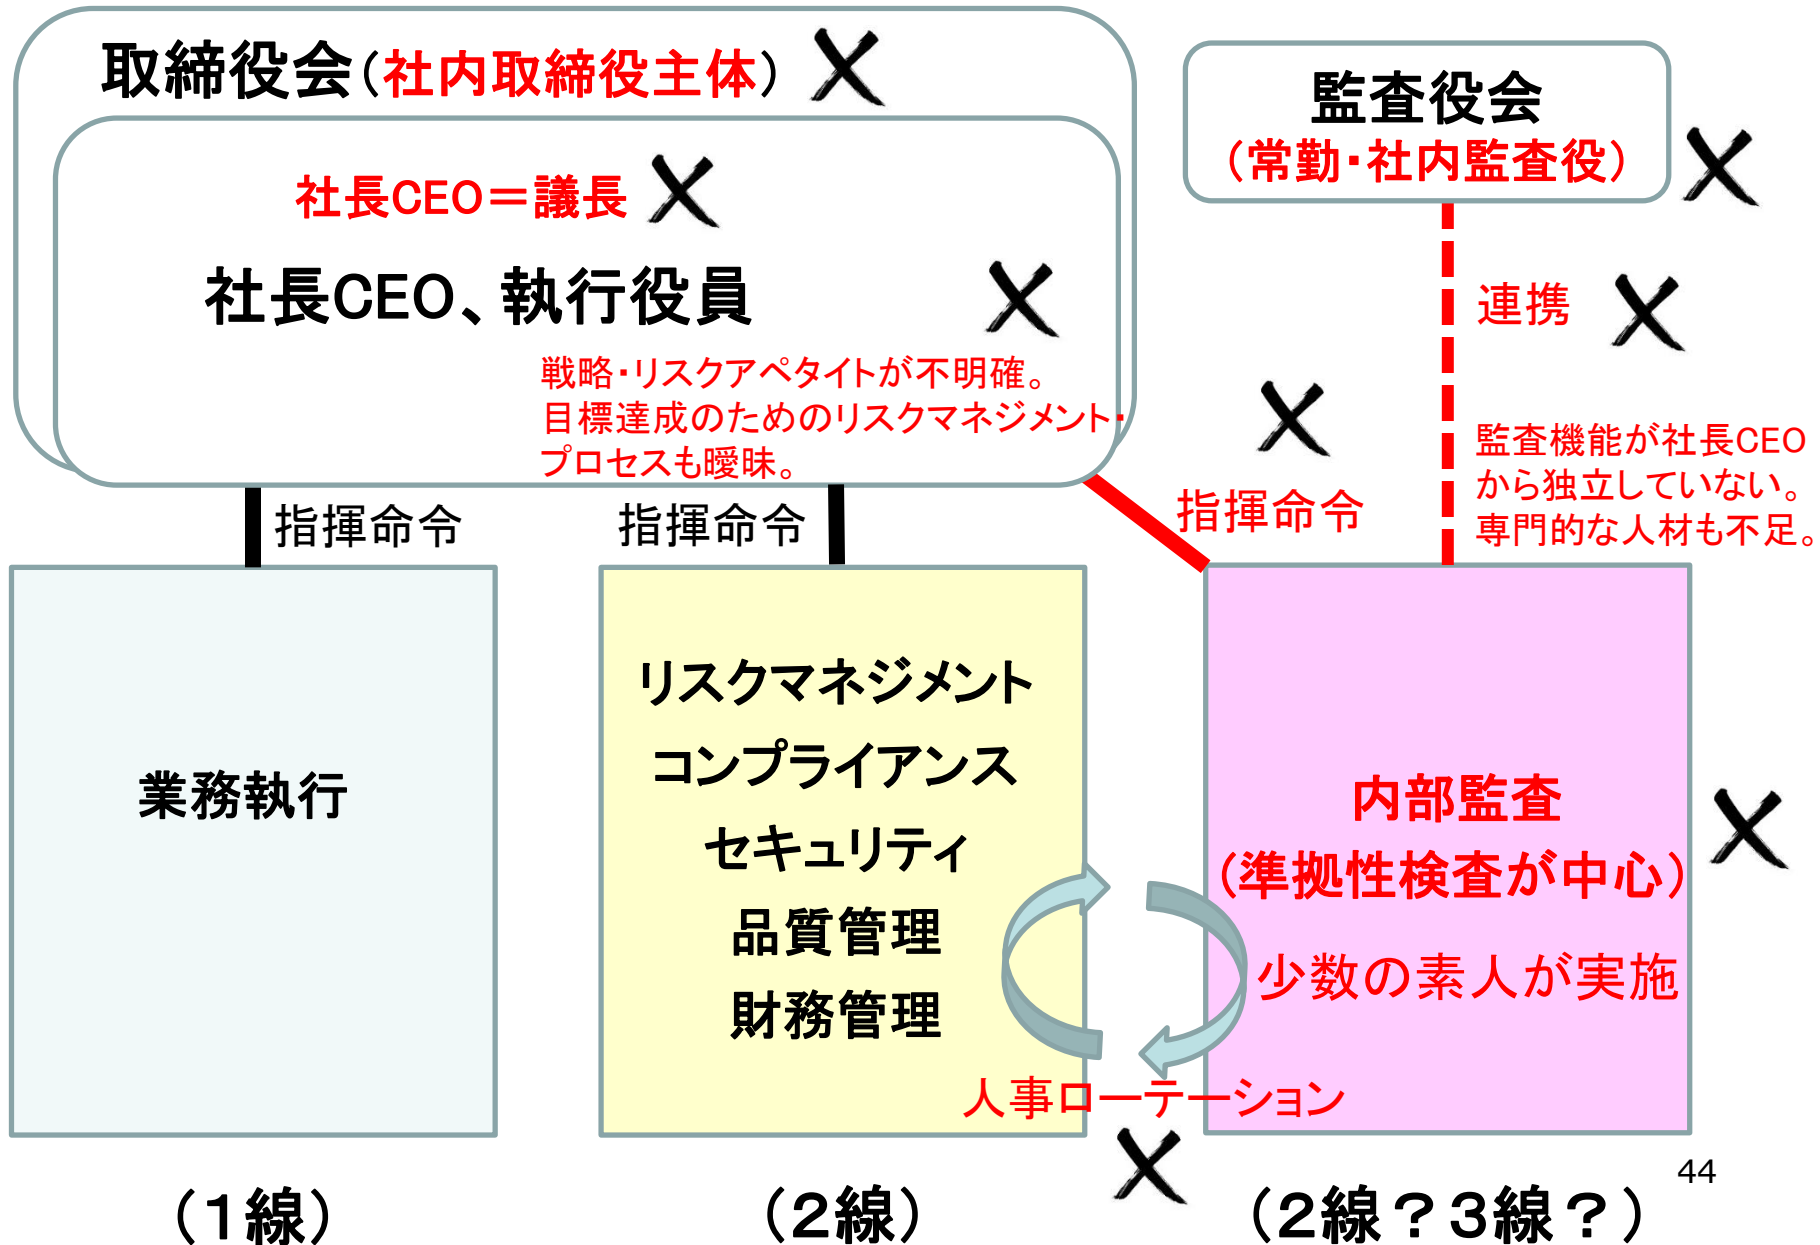 取締役会(社内取締役主体)
社長CEO＝議長
社長CEO、執行役員
戦略・リスクアペタイトが不明確。
目標達成のためのリスクマネジメント・
プロセスも曖昧。
監査役会
(常勤・社内監査役)
連携
監査機能が社長CEO
から独立していない。
専門的な人材も不足。
指揮命令
指揮命令
指揮命令
業務執行
リスクマネジメント
コンプライアンス
セキュリティ
品質管理
財務管理
内部監査
(準拠性検査が中心)
少数の素人が実施
人事ローテーション
(1線)
(2線)
(2線？3線？)
44